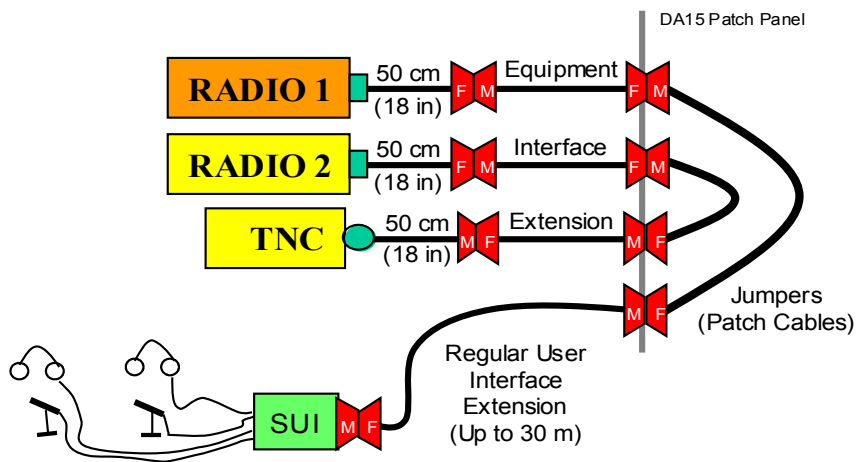 DA15 Patch Panel
RADIO 1
50 cm
(18 in)
F M
Equipment
F M
RADIO 2
50 cm
(18 in)
F M
Interface
F M
TNC
50 cm
(18 in)
M F
Extension
M F
M F
Jumpers
(Patch Cables)
Regular User
Interface
Extension
(Up to 30 m)
SUI
M F